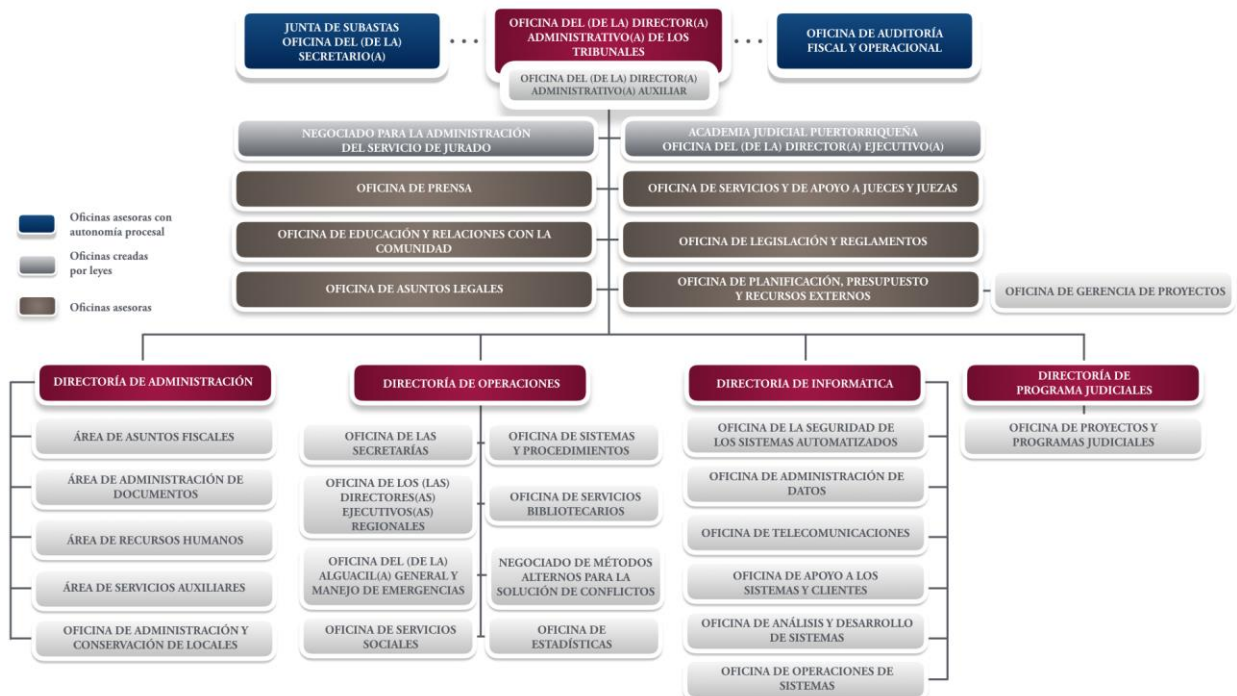 JUNTA DE SUBASTAS
OFICINA DEL (DE LA)
SECRETARIO(A)
OFICINA DEL (DE LA) DIRECTOR(A)
ADMINISTRATIVO(A) DE LOS
TRIBUNALES
OFICINA DE AUDITORÍA
FISCAL Y OPERACIONAL
OFICINA DEL (DE LA) DIRECTOR(A)
ADMINISTRATIVO(A) AUXILIAR
NEGOCIADO PARA LA ADMINISTRACIÓN
DEL SERVICIO DE JURADO
ACADEMIA JUDICIAL PUERTORRIQUEÑA
OFICINA DEL (DE LA) DIRECTOR(A) EJECUTIVO(A)
OFICINA DE PRENSA
OFICINA DE SERVICIOS Y DE APOYO A JUECES Y JUEZAS
OFICINA DE EDUCACIÓN Y RELACIONES CON LA
COMUNIDAD
OFICINA DE LEGISLACIÓN Y REGLAMENTOS
OFICINA DE ASUNTOS LEGALES
OFICINA DE PLANIFICACIÓN, PRESUPUESTO
Y RECURSOS EXTERNOS
OFICINA DE GERENCIA DE PROYECTOS
Oficinas asesoras con
autonomía procesal
Oficinas creadas
por leyes
Oficinas asesoras
DIRECTORÍA DE ADMINISTRACIÓN
ÁREA DE ASUNTOS FISCALES
ÁREA DE ADMINISTRACIÓN DE
DOCUMENTOS
ÁREA DE RECURSOS HUMANOS
ÁREA DE SERVICIOS AUXILIARES
OFICINA DE ADMINISTRACIÓN Y
CONSERVACIÓN DE LOCALES
DIRECTORÍA DE OPERACIONES
OFICINA DE LAS
SECRETARÍAS
OFICINA DE SISTEMAS
Y PROCEDIMIENTOS
OFICINA DE LOS (LAS)
DIRECTORES(AS)
EJECUTIVOS(AS)
REGIONALES
OFICINA DE SERVICIOS
BIBLIOTECARIOS
OFICINA DEL (DE LA)
ALGUACIL(A) GENERAL Y
MANEJO DE EMERGENCIAS
NEGOCIADO DE MÉTODOS
ALTERNOS PARA LA
SOLUCIÓN DE CONFLICTOS
OFICINA DE SERVICIOS
SOCIALES
OFICINA DE
ESTADÍSTICAS
DIRECTORÍA DE INFORMÁTICA
OFICINA DE LA SEGURIDAD DE
LOS SISTEMAS AUTOMATIZADOS
OFICINA DE ADMINISTRACIÓN DE
DATOS
OFICINA DE TELECOMUNICACIONES
OFICINA DE APOYO A LOS
SISTEMAS Y CLIENTES
OFICINA DE ANÁLISIS Y DESARROLLO
DE SISTEMAS
OFICINA DE OPERACIONES DE
SISTEMAS
DIRECTORÍA DE
PROGRAMA JUDICIALES
OFICINA DE PROYECTOS Y
PROGRAMAS JUDICIALES